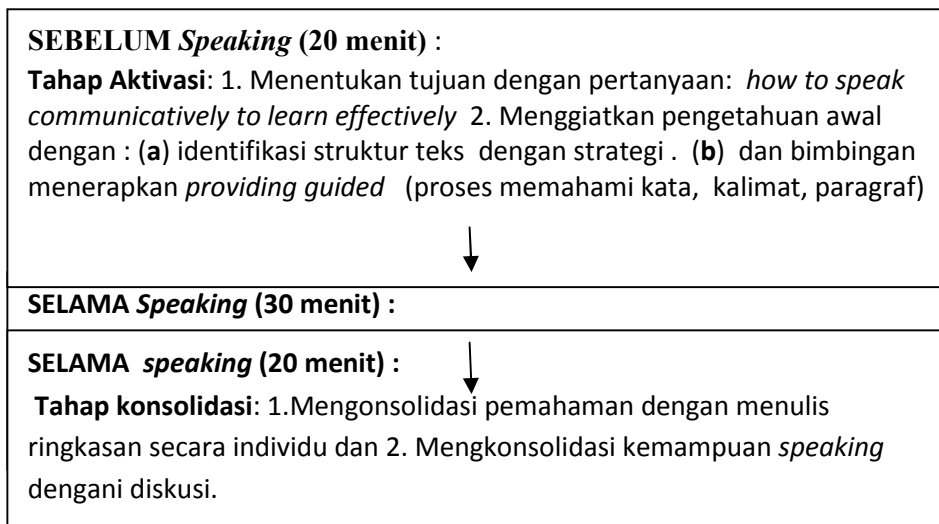 SEBELUM Speaking (20 menit) :
Tahap Aktivasi: 1. Menentukan tujuan dengan pertanyaan: how to speak
communicatively to learn effectively 2. Menggiatkan pengetahuan awal
dengan : (a) identifikasi struktur teks dengan strategi . (b) dan bimbingan
menerapkan providing guided (proses memahami kata, kalimat, paragraf)
SELAMA Speaking (30 menit) :
SELAMA speaking (20 menit) :
Tahap konsolidasi: 1.Mengonsolidasi pemahaman dengan menulis
ringkasan secara individu dan 2. Mengkonsolidasi kemampuan speaking
dengani diskusi.